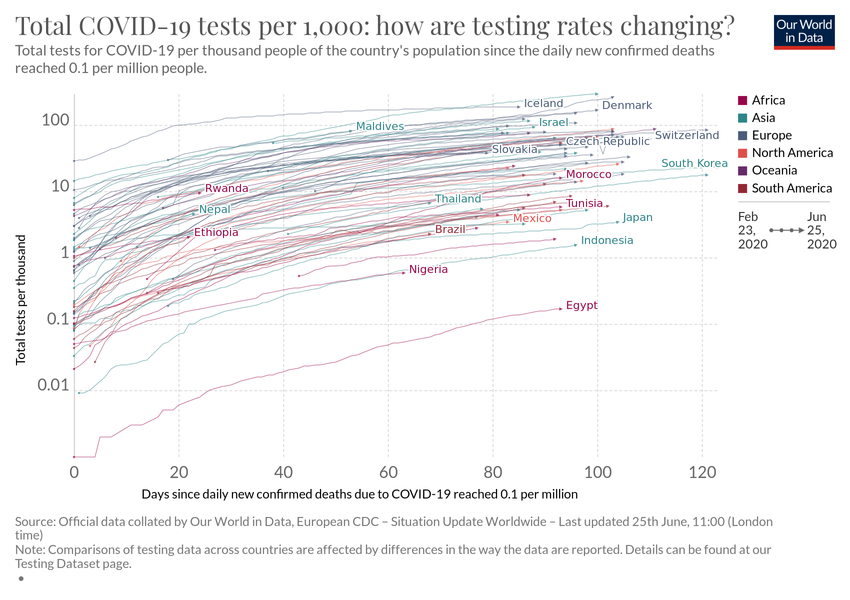 Total COVID-19 tests per 1,000: how are testing rates changing?
Our World
in Data
Total tests for COVID-19 per thousand people of the country's population since the daily new confirmed deaths
reached 0.1 per million people.
Africa
Asia
Europe
North America
Oceania
South America
Feb
23,
2020
Jun
25,
2020
Total tests per thousand
100
10
1
0.1
0.01
Iceland
Denmark
Maldives
Israel
Switzerland
Czech Republic
Slovakia
South Korea
Morocco
Rwanda
Thailand
Tunisia
Nepal
Mexico
Japan
Ethiopia
Brazil
Indonesia
Nigeria
Egypt
0
20
40
60
80
100
120
Days since daily new confirmed deaths due to COVID-19 reached 0.1 per million
Source: Official data collated by Our World in Data, European CDC – Situation Update Worldwide – Last updated 25th June, 11:00 (London
time)
Note: Comparisons of testing data across countries are affected by differences in the way the data are reported. Details can be found at our
Testing Dataset page.
•